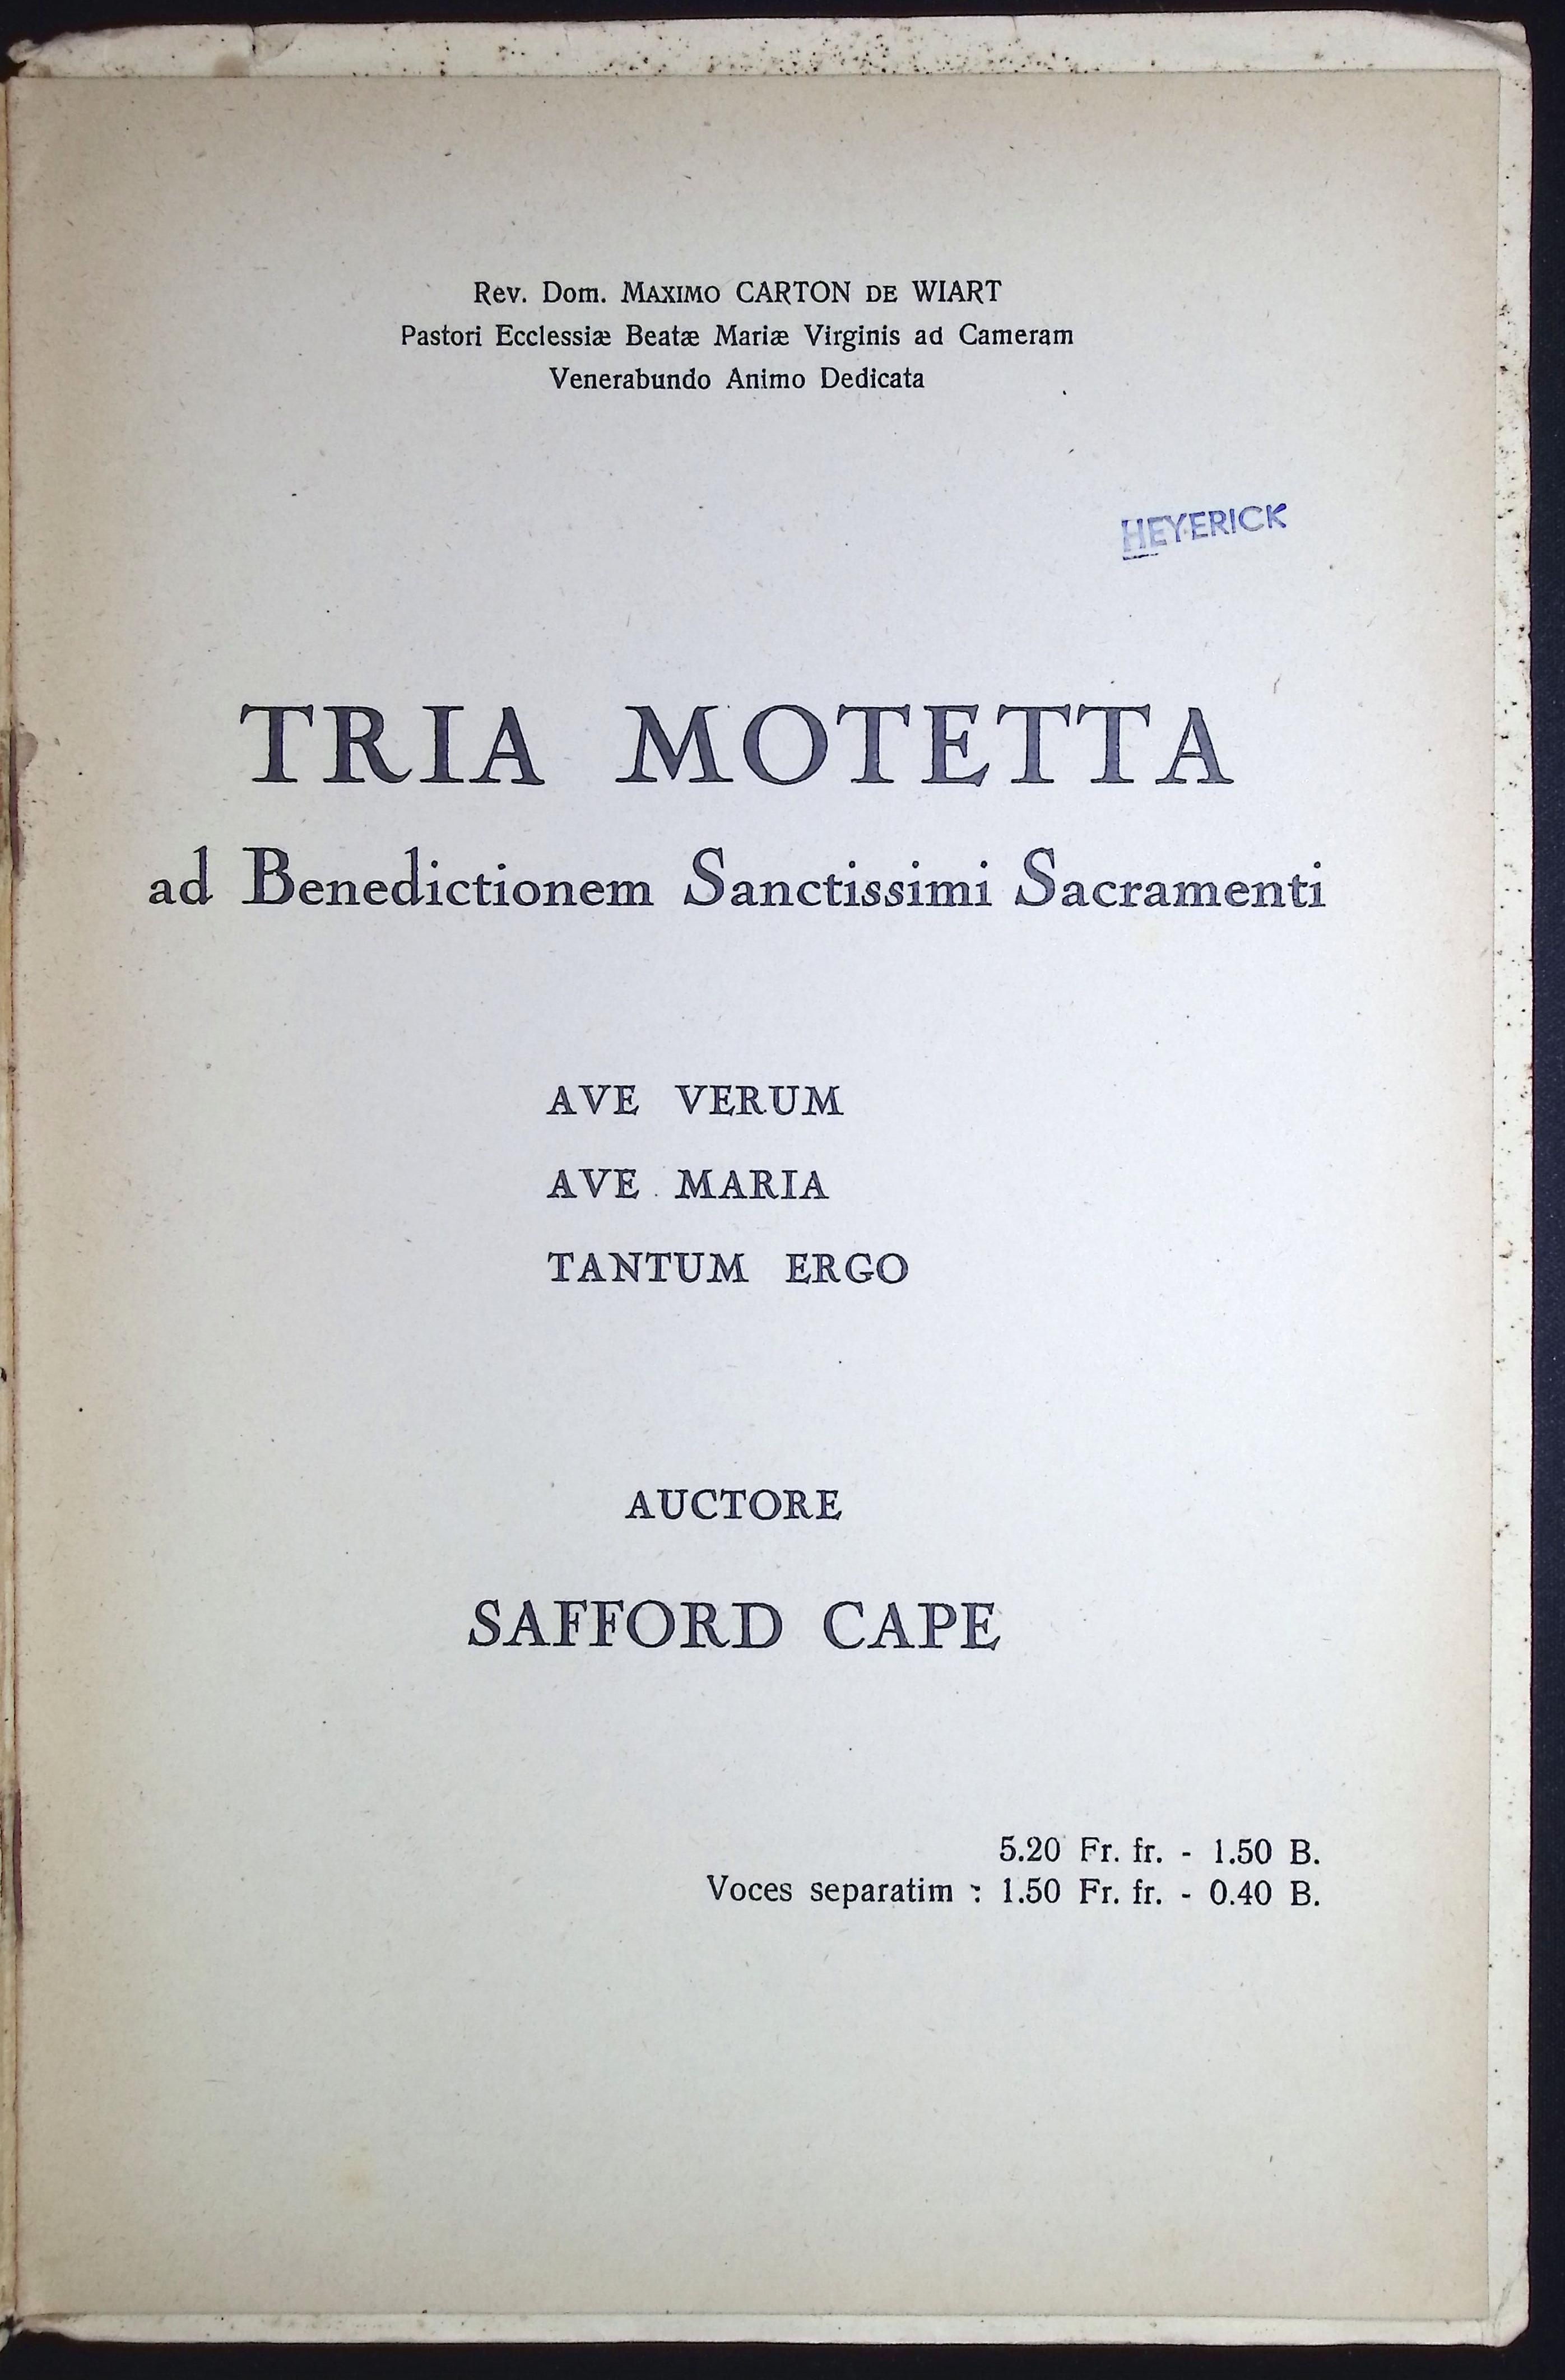 Rev. Dom. MAXIMO CARTON DE WIART
Pastori Ecclessiæ Beatæ Mariæ Virginis ad Cameram
Venerabundo Animo Dedicata
HEYERICK
TRIA MOTETTA
ad Benedictionem Sanctissimi Sacramenti
AVE VERUM
AVE MARIA
TANTUM ERGO
AUCTORE
SAFFORD CAPE
5.20 Fr. fr. - 1.50 B.
Voces separatim : 1.50 Fr. fr. - 0.40 B.